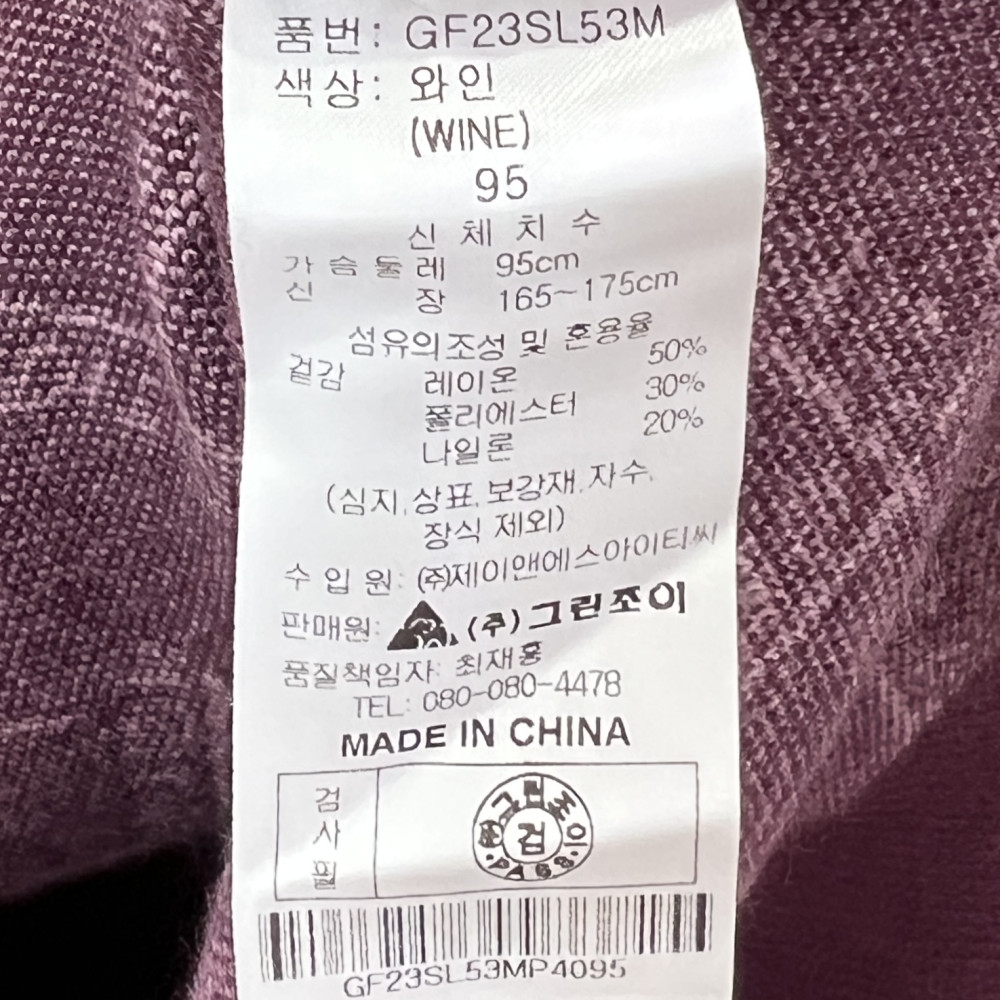 품번: GF23SL53M
색상: 와인
(WINE)
95
신 체 치 수
가슴둘레 95cm
신 장 165~175cm
섬유의조성 및 혼용율
겉감 레이온 50%
폴리에스터 30%
나일론 20%
(심지,상표,보강재,자수,
장식 제외)
수 입 원: (주)제이앤에스아이티씨
판매원: (주)그린조이
품질책임자: 최재흥
TEL: 080-080-4478
MADE IN CHINA
검사필
그린조이
검
GF23SL53MP4095